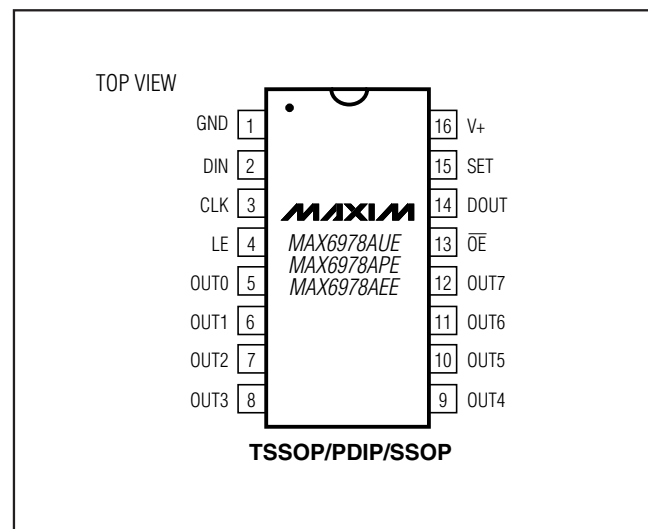 TOP VIEW
GND 1
DIN 2
CLK 3
LE 4
OUT0 5
OUT1 6
OUT2 7
OUT3 8
MAXIM
MAX6978AUE
MAX6978APE
MAX6978AEE
16 V+
15 SET
14 DOUT
13 O̅E̅
12 OUT7
11 OUT6
10 OUT5
9 OUT4
TSSOP/PDIP/SSOP